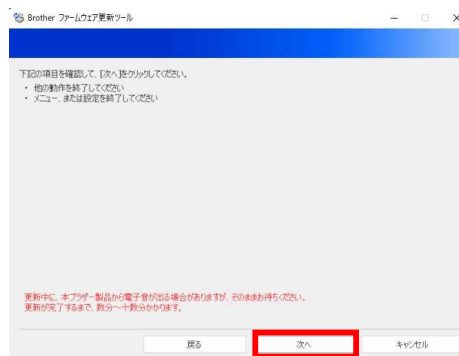 Brother ファームウェア更新ツール
下記の項目を確認して、[次へ]をクリックしてください。
・ 他の動作を終了してください
・ メニュー、または設定を終了してください
更新中に、本ブラザー製品から電子音が出る場合がありますが、そのままお待ちください。
更新が完了するまで、数分～十数分かかります。
戻る
次へ
キャンセル